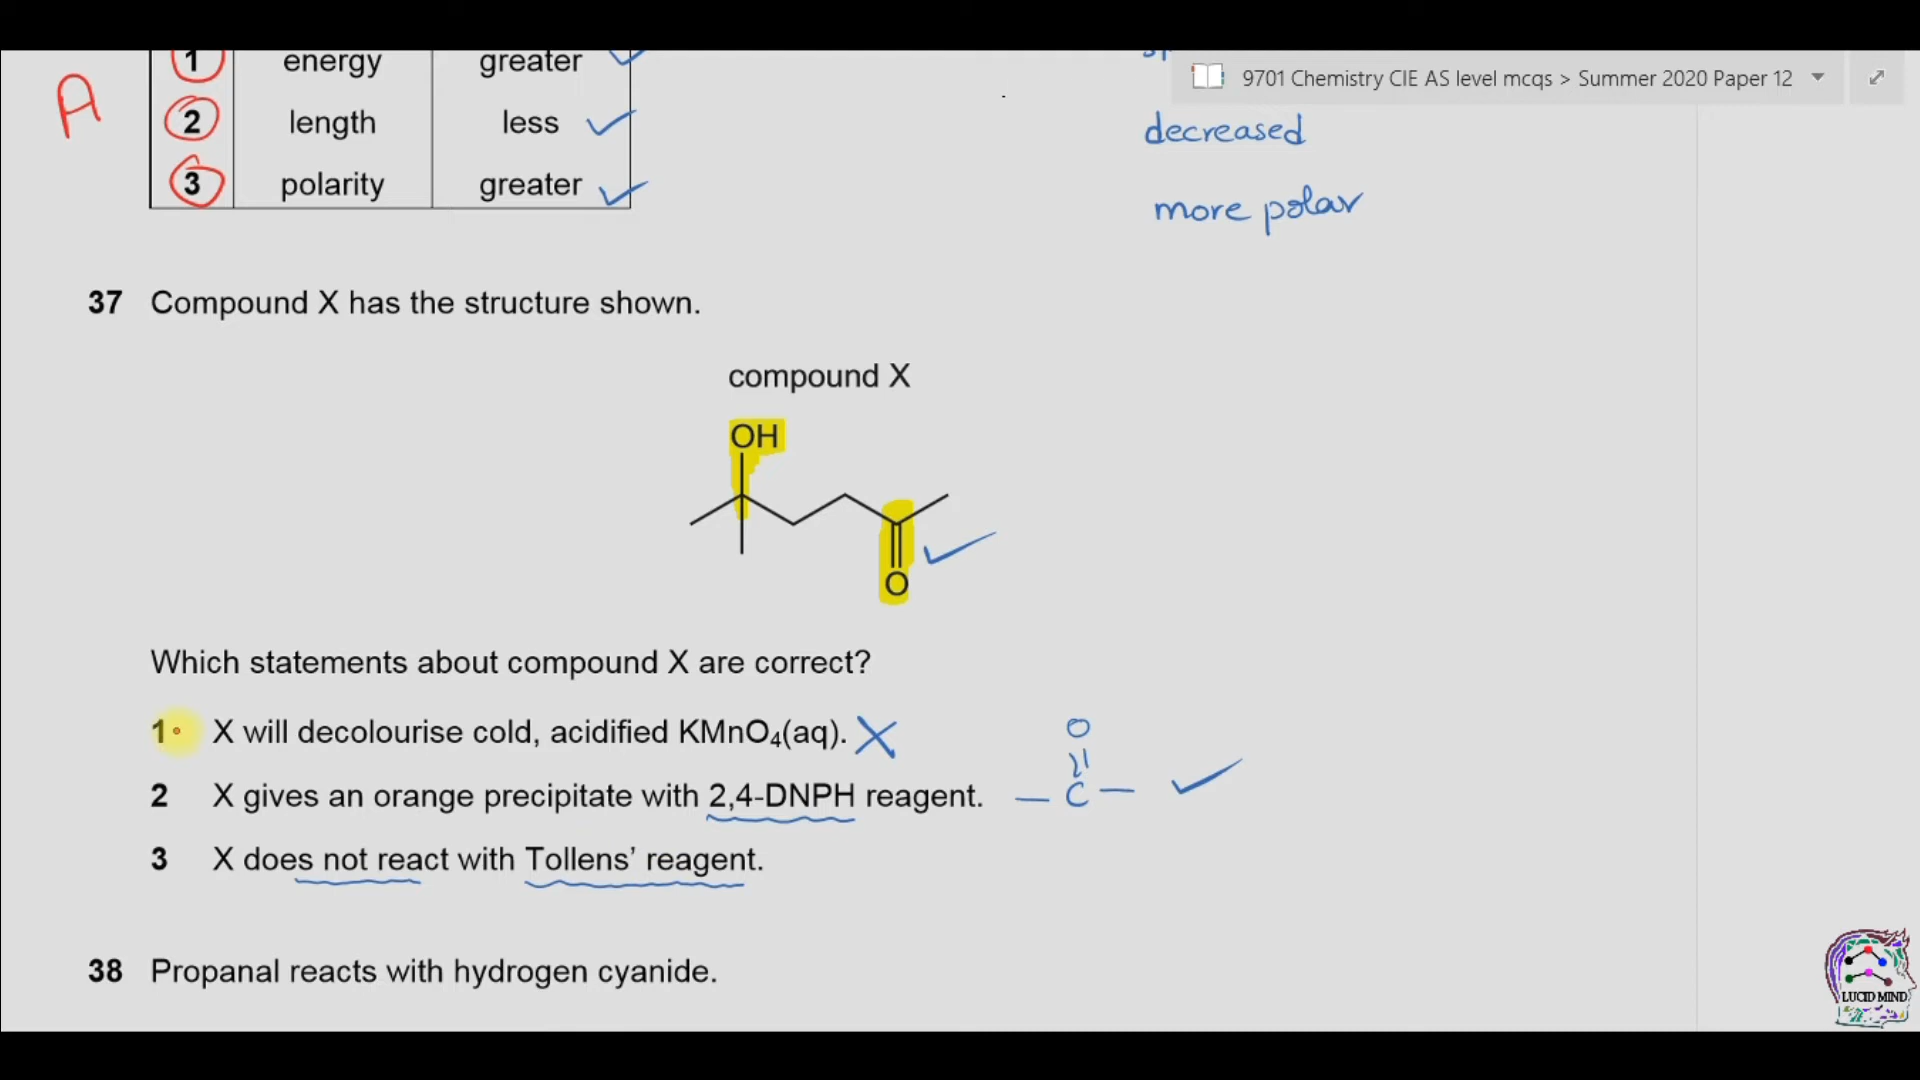 1 energy greater
9701 Chemistry CIE AS level mcqs > Summer 2020 Paper 12
A
2 length less
decreased
3 polarity greater
more polar
37 Compound X has the structure shown.
compound X
OH
O
Which statements about compound X are correct?
1 X will decolourise cold, acidified KMnO₄(aq).
O
2 X gives an orange precipitate with 2,4-DNPH reagent. – C –
3 X does not react with Tollens’ reagent.
38 Propanal reacts with hydrogen cyanide.
LUCID MIND